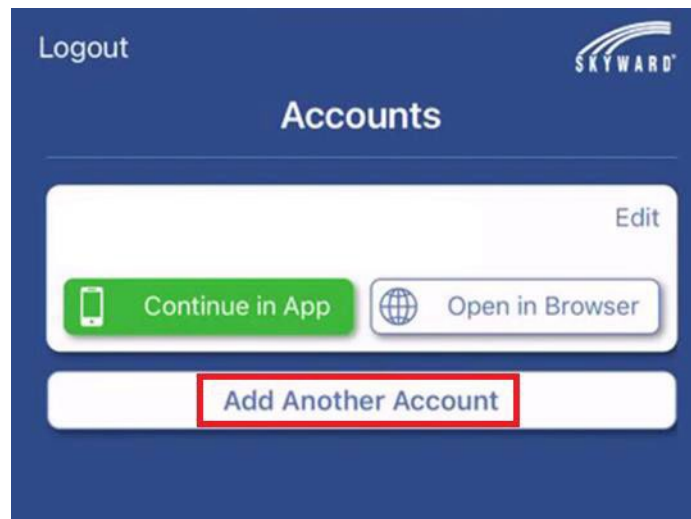 Logout
SKYWARD
Accounts
Edit
Continue in App
Open in Browser
Add Another Account